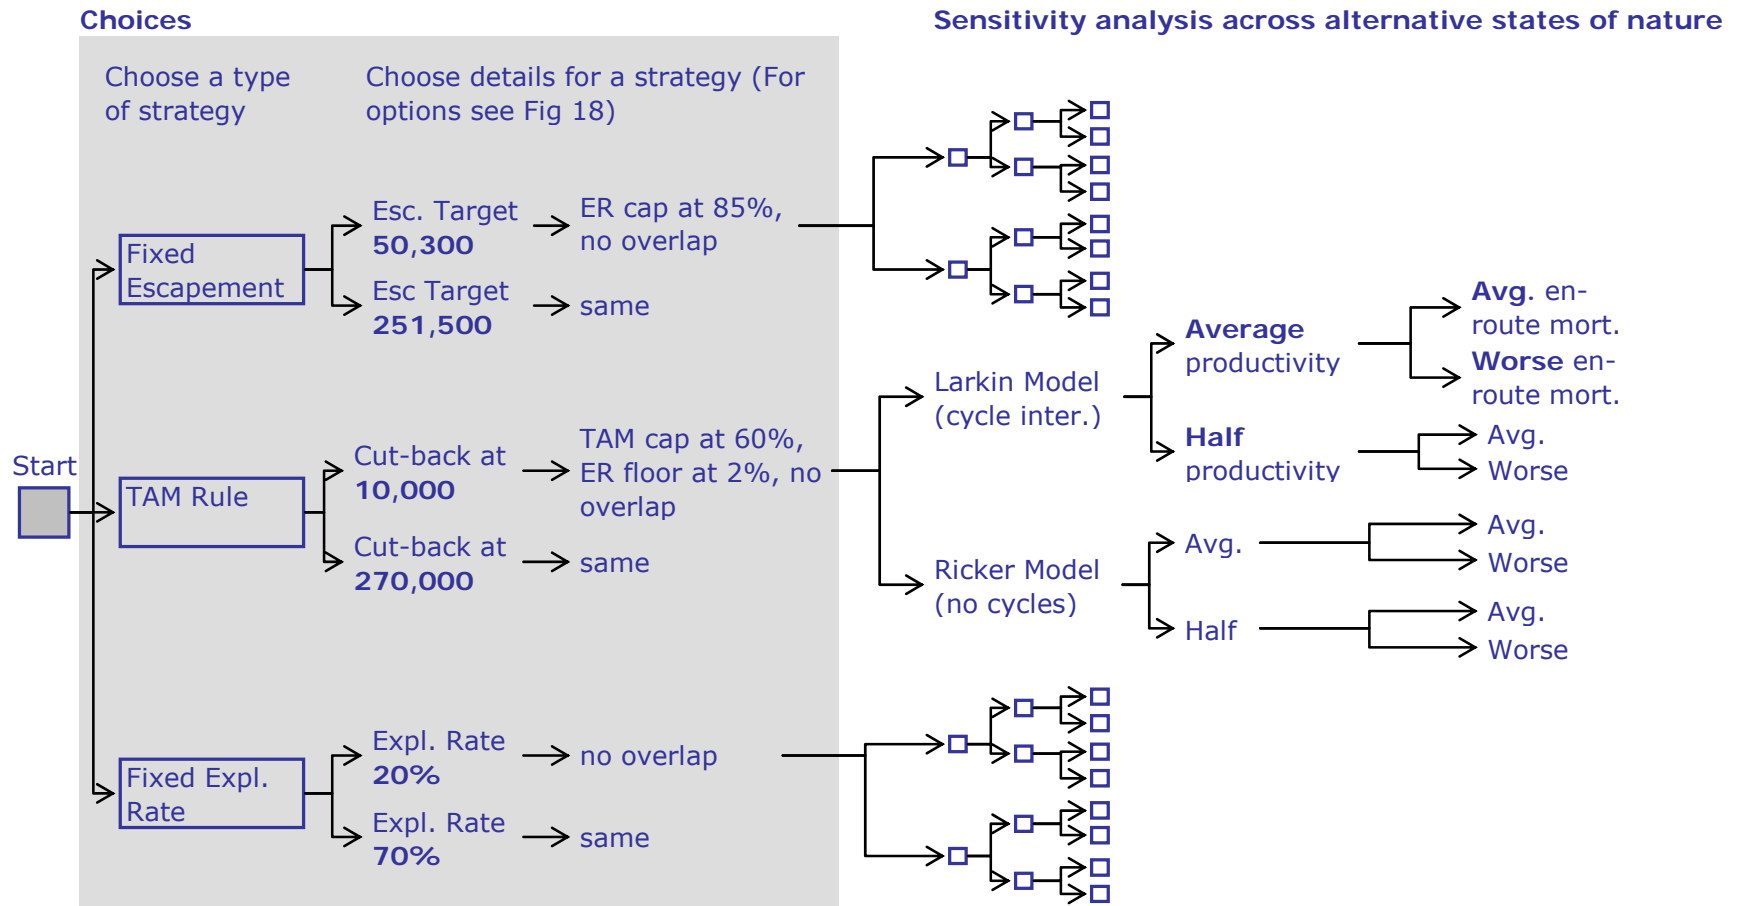 Choices
Sensitivity analysis across alternative states of nature
Choose a type
of strategy
Choose details for a strategy (For
options see Fig 18)
Start
Fixed
Escapement
Esc. Target
50,300
ER cap at 85%,
no overlap
Esc Target
251,500
same
TAM Rule
Cut-back at
10,000
TAM cap at 60%,
ER floor at 2%, no
overlap
Cut-back at
270,000
same
Fixed Expl.
Rate
Expl. Rate
20%
no overlap
Expl. Rate
70%
same
Larkin Model
(cycle inter.)
Average
productivity
Avg. en-
route mort.
Worse en-
route mort.
Half
productivity
Avg.
Worse
Ricker Model
(no cycles)
Avg.
Avg.
Worse
Half
Avg.
Worse